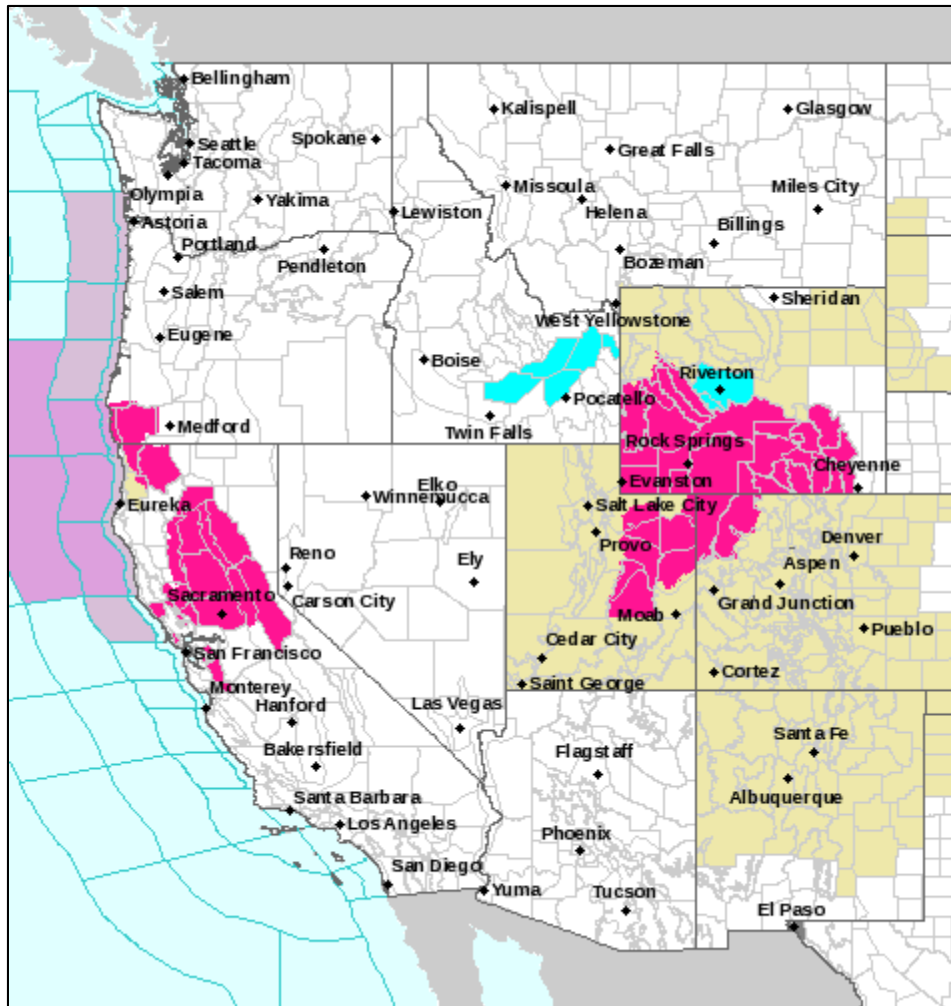 Bellingham
Kalispell
Glasgow
Seattle
Spokane
Great Falls
Tacoma
Miles City
Olympia
Missoula
Yakima
Helena
Lewiston
Astoria
Billings
Portland
Bozeman
Pendleton
Salem
Sheridan
West Yellowstone
Eugene
Boise
Riverton
Pocatello
Medford
Twin Falls
Rock Springs
Cheyenne
Evanston
Elko
Winnemucca
Eureka
Salt Lake City
Provo
Denver
Reno
Ely
Aspen
Sacramento
Carson City
Grand Junction
Moab
Pueblo
Cedar City
San Francisco
Cortez
Saint George
Monterey
Hanford
Las Vegas
Bakersfield
Flagstaff
Santa Fe
Albuquerque
Santa Barbara
Los Angeles
Phoenix
San Diego
Yuma
Tucson
El Paso